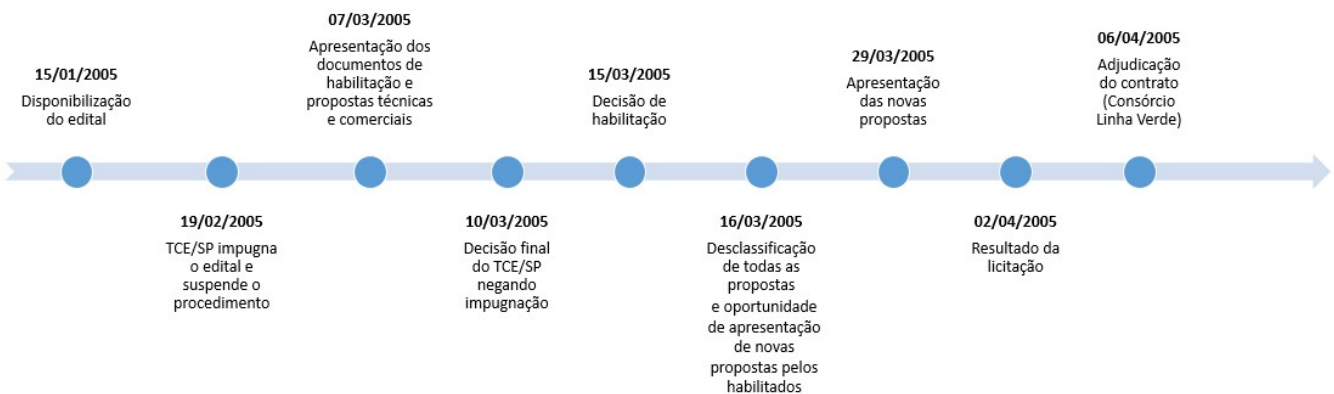 15/01/2005
Disponibilização
do edital
19/02/2005
TCE/SP impugna
o edital e
suspende o
procedimento
07/03/2005
Apresentação dos
documentos de
habilitação e
propostas técnicas
e comerciais
10/03/2005
Decisão final
do TCE/SP
negando
impugnação
15/03/2005
Decisão de
habilitação
16/03/2005
Desclassificação
de todas as
propostas
e oportunidade
de apresentação
de novas
propostas pelos
habilitados
29/03/2005
Apresentação
das novas
propostas
02/04/2005
Resultado da
licitação
06/04/2005
Adjudicação
do contrato
(Consórcio
Linha Verde)